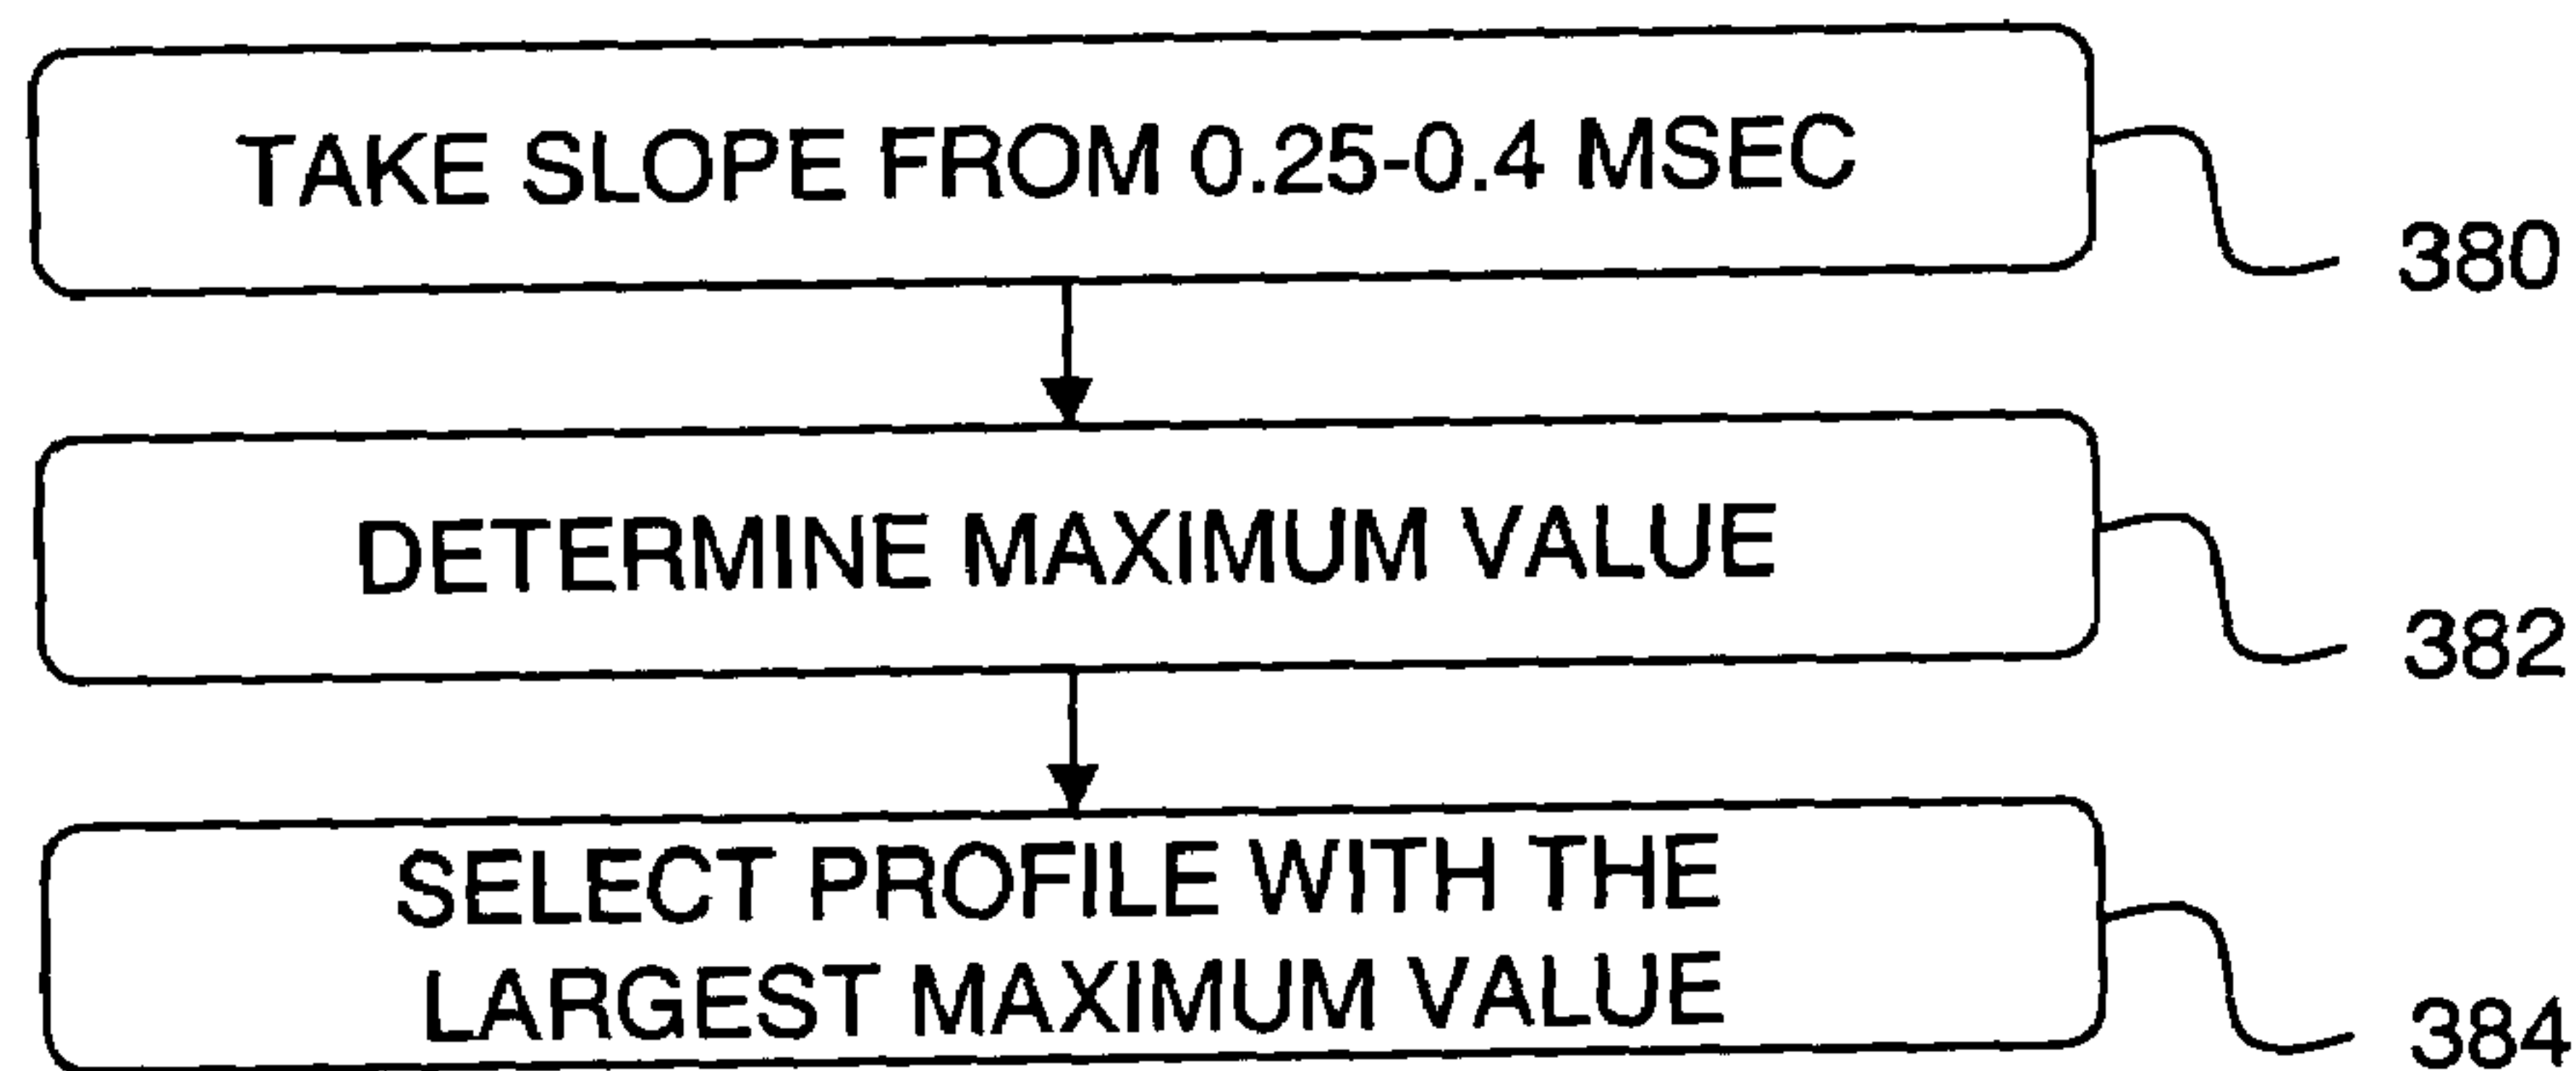 TAKE SLOPE FROM 0.25-0.4 MSEC
380
DETERMINE MAXIMUM VALUE
382
SELECT PROFILE WITH THE
LARGEST MAXIMUM VALUE
384